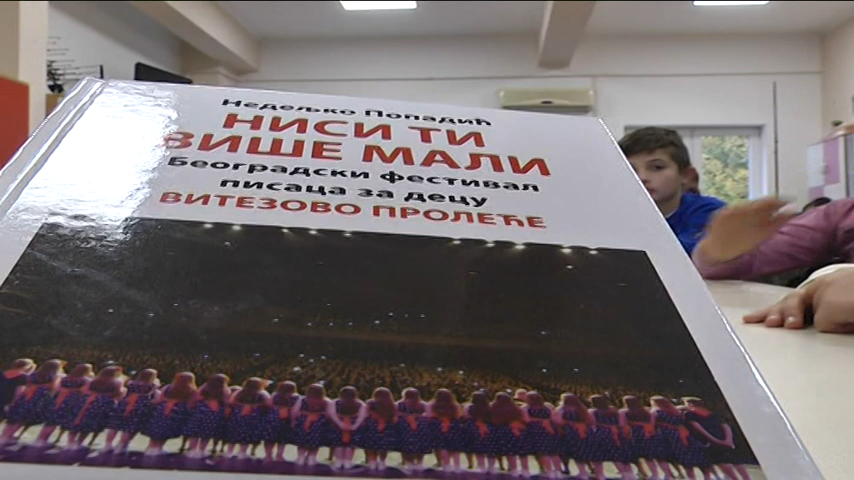 Недељко Попадић
НИСИ ТИ
ВИШЕ МАЛИ
Београдски фестивал
писаца за децу
ВИТЕЗОВО ПРОЛЕЋЕ